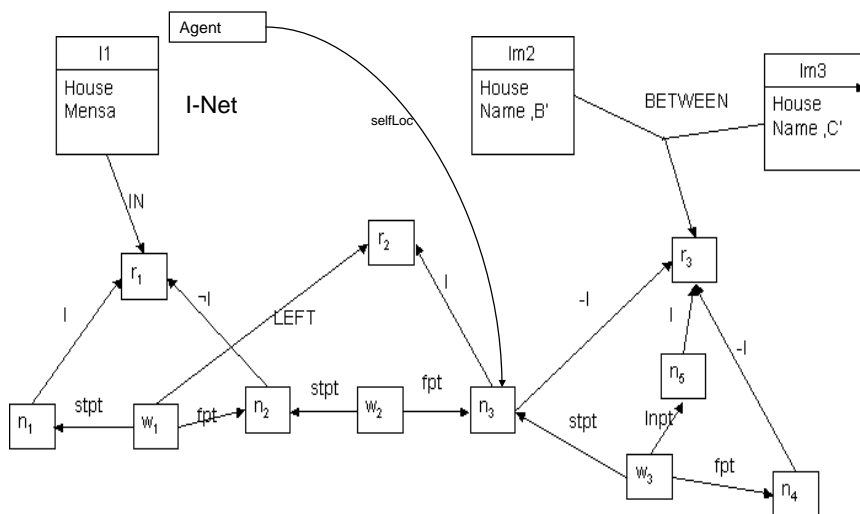 Agent
I1
House
Mensa
I-Net
selfLoc
Im2
House
Name ‚B'
BETWEEN
Im3
House
Name ‚C'
IN
r1
r2
r3
I
¬I
LEFT
I
-I
I
-I
n1
stpt
w1
fpt
n2
stpt
w2
fpt
n3
stpt
n5
Inpt
w3
fpt
n4